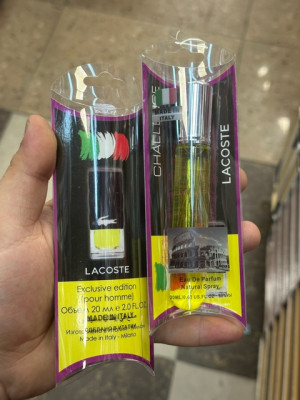 LACOSTE
Exclusive edition
(pour homme)
Объём 20 мл e 2.0 FL.OZ
MADE IN ITALY
Made in Italy - Milano
CHALLENGE
ITALY
LACOSTE
Eau De Parfum
Natural Spray